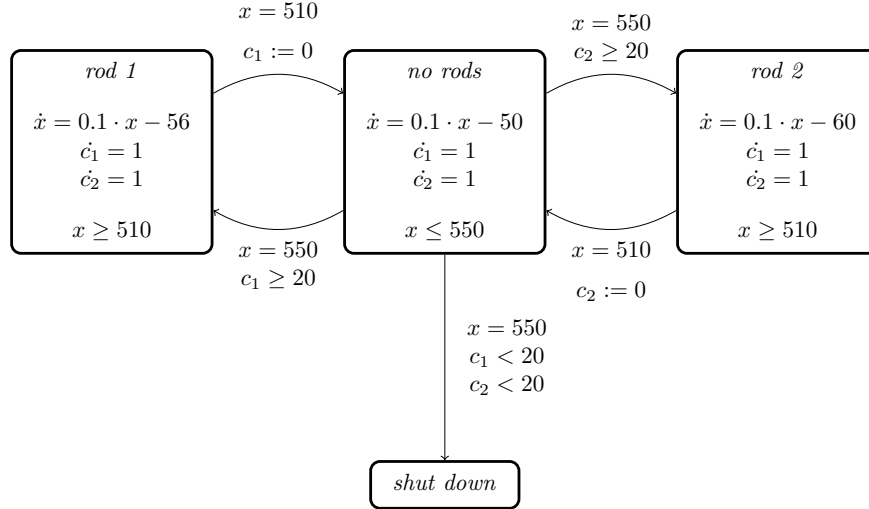 x = 510
c₁ := 0
x = 550
c₂ ≥ 20
rod 1
ẋ = 0.1 · x − 56
ċ₁ = 1
ċ₂ = 1
x ≥ 510
no rods
ẋ = 0.1 · x − 50
ċ₁ = 1
ċ₂ = 1
x ≤ 550
rod 2
ẋ = 0.1 · x − 60
ċ₁ = 1
ċ₂ = 1
x ≥ 510
x = 550
c₁ ≥ 20
x = 510
c₂ := 0
x = 550
c₁ < 20
c₂ < 20
shut down